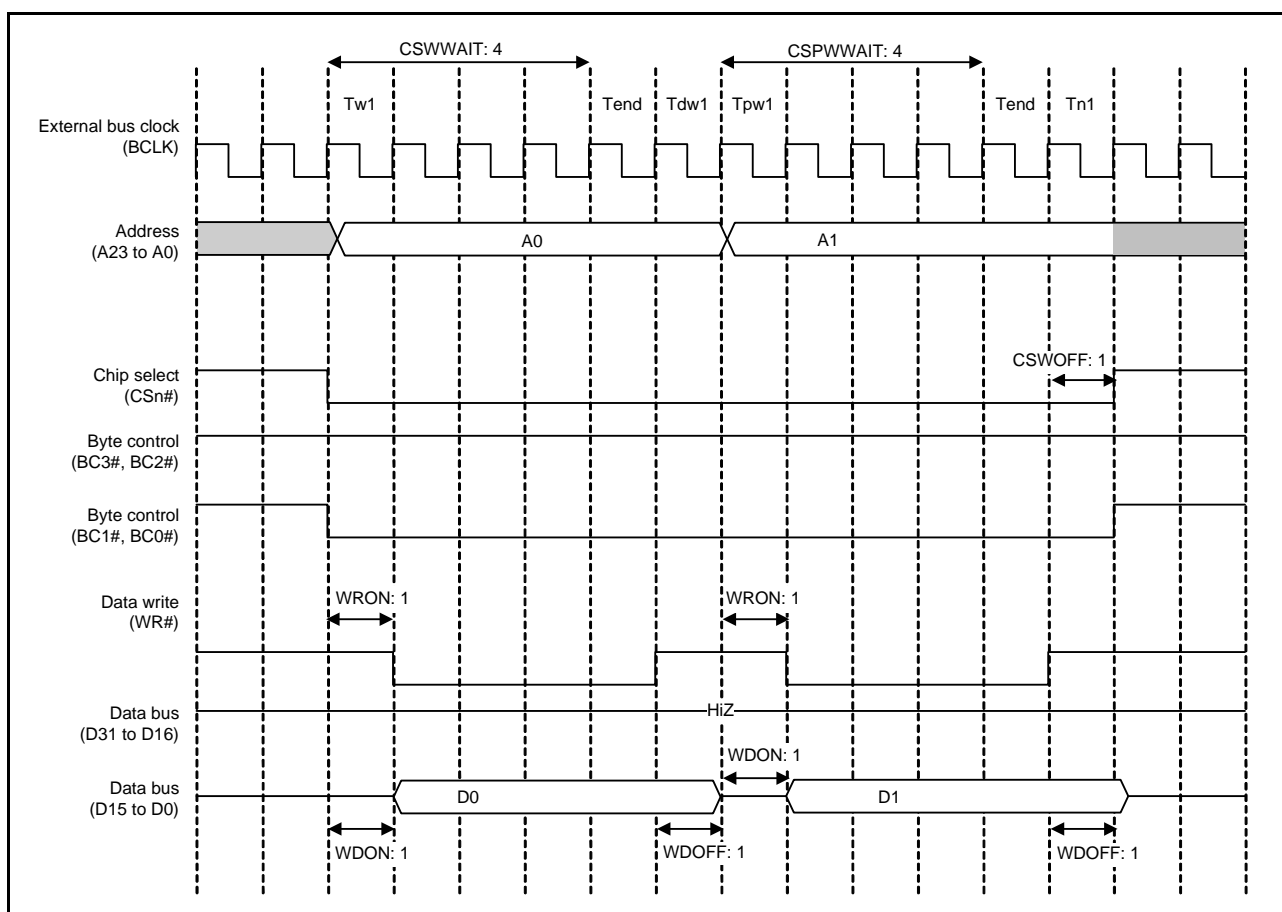 CSWWAIT: 4
CSPWWAIT: 4
Tw1
Tend
Tdw1
Tpw1
Tend
Tn1
External bus clock
(BCLK)
Address
(A23 to A0)
A0
A1
CSWOFF: 1
Chip select
(CSn#)
Byte control
(BC3#, BC2#)
Byte control
(BC1#, BC0#)
WRON: 1
WRON: 1
Data write
(WR#)
HiZ
Data bus
(D31 to D16)
WDON: 1
Data bus
(D15 to D0)
D0
D1
WDON: 1
WDOFF: 1
WDOFF: 1